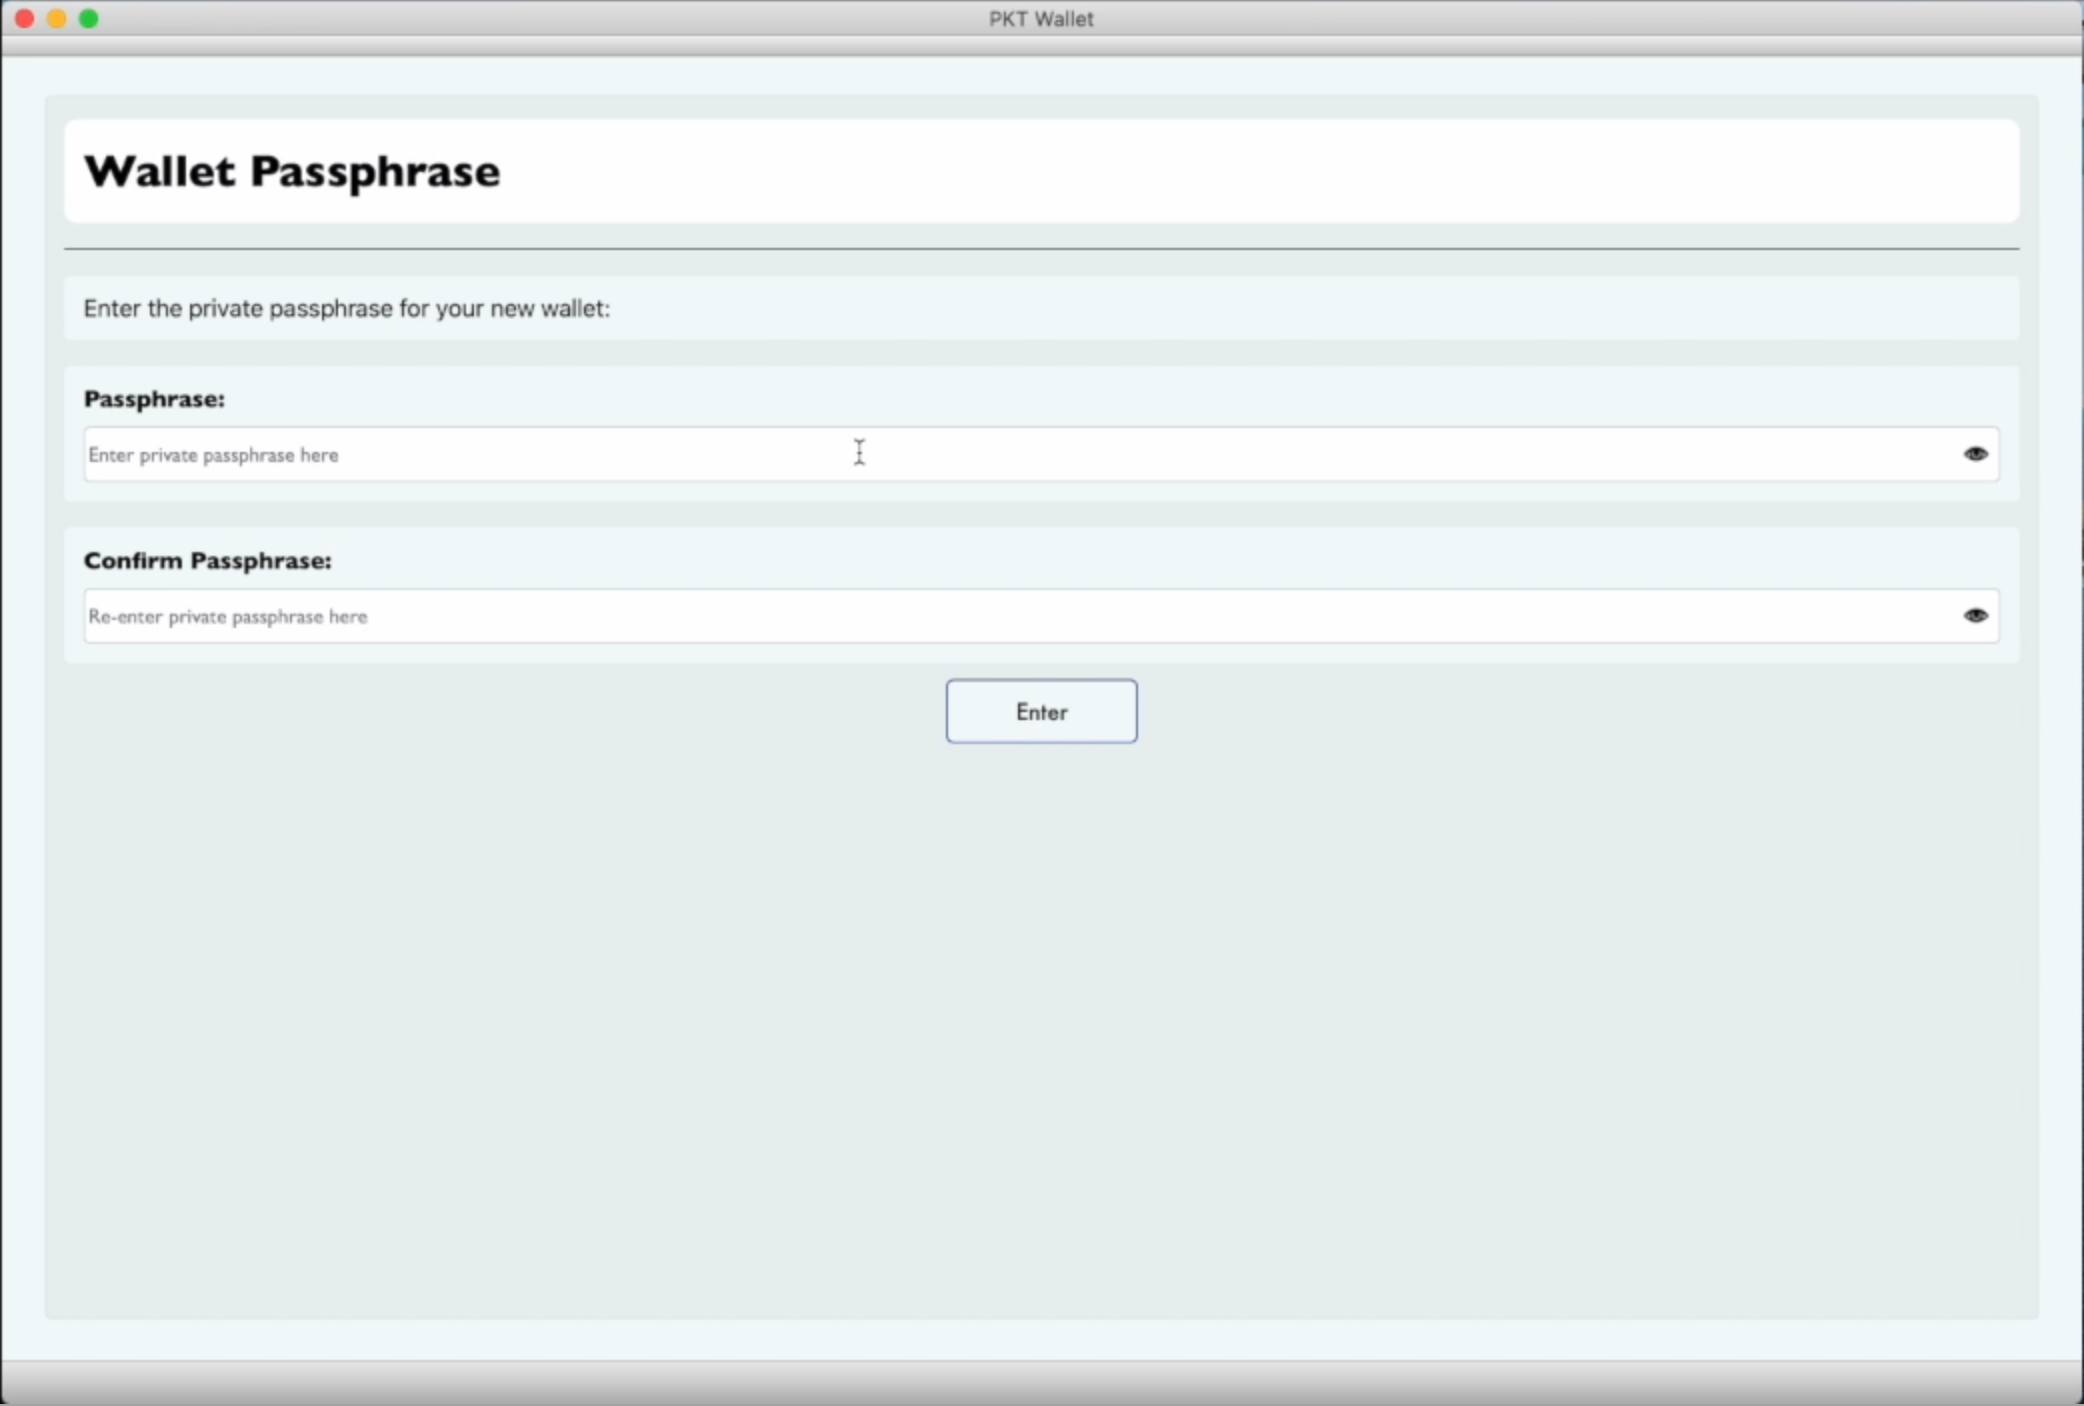 PKT Wallet
Wallet Passphrase
Enter the private passphrase for your new wallet:
Passphrase:
Enter private passphrase here
Confirm Passphrase:
Re-enter private passphrase here
Enter